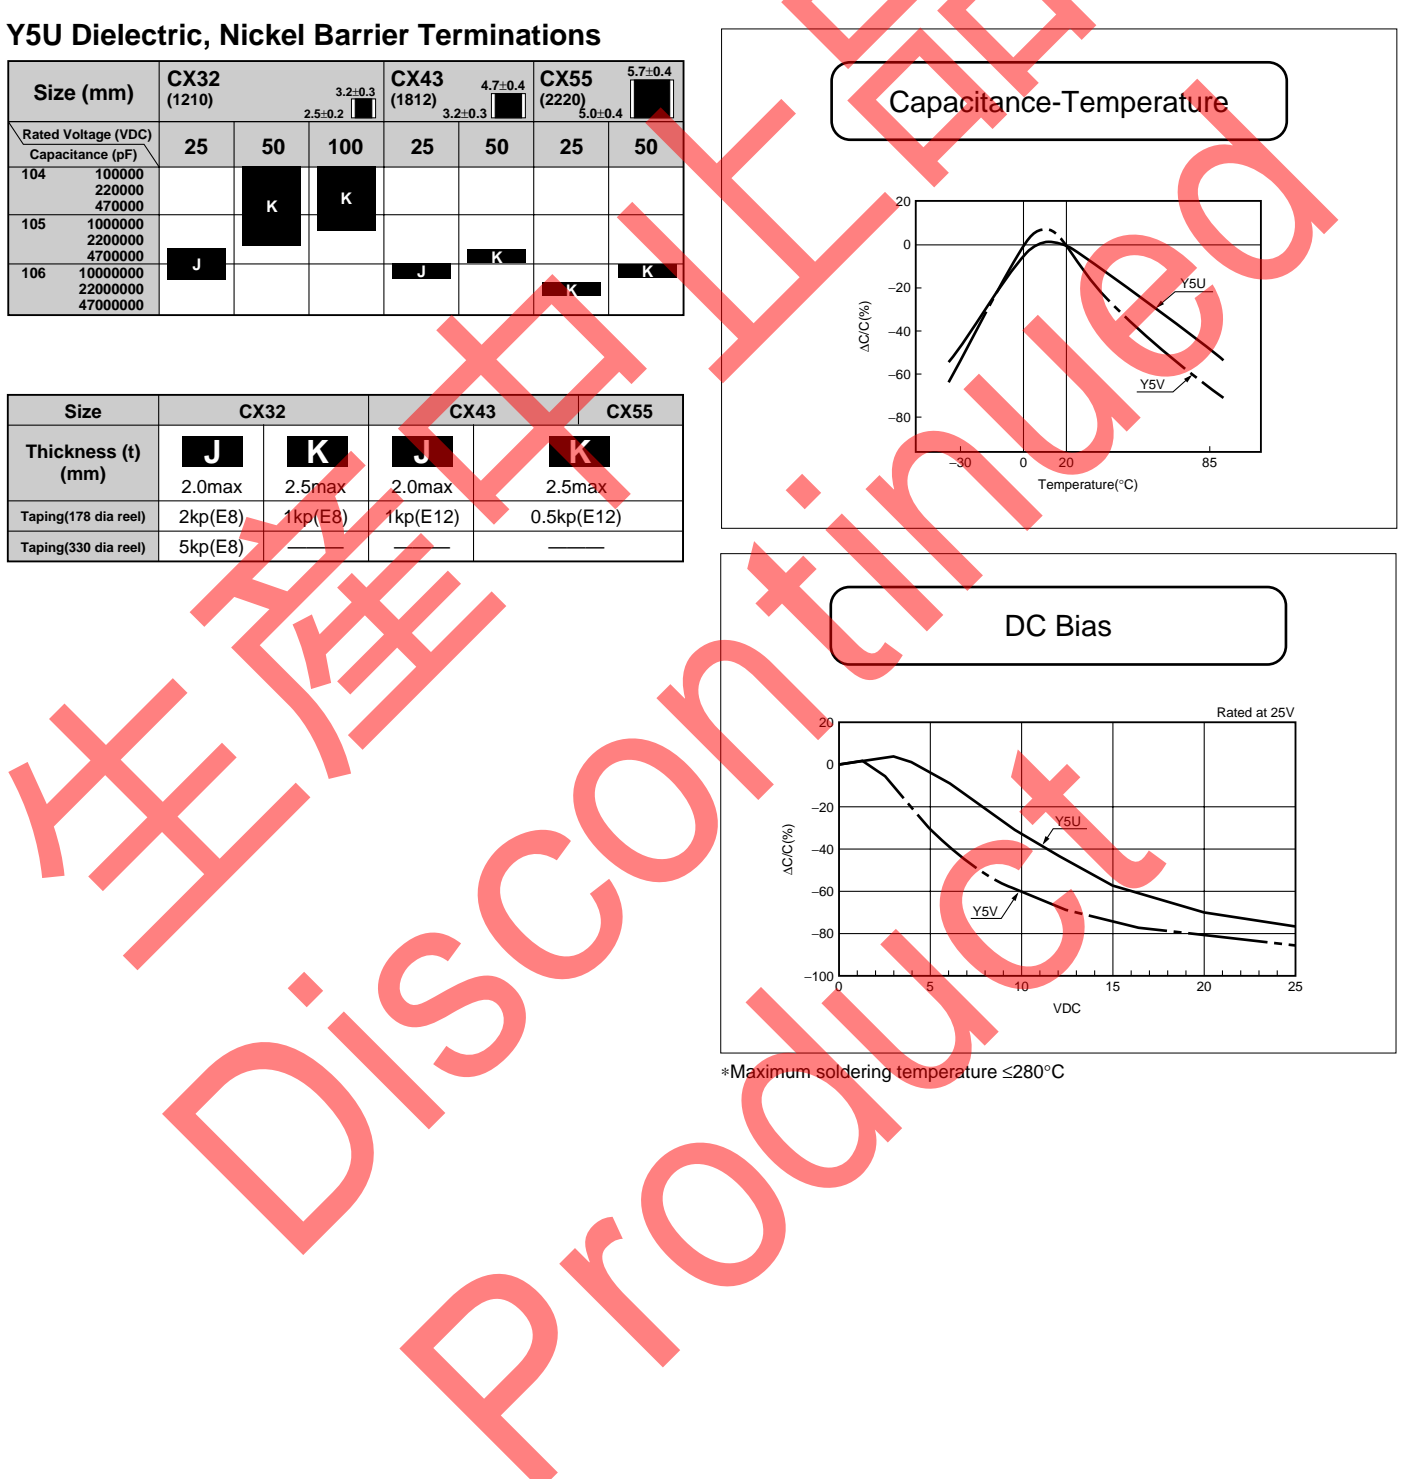 Y5U Dielectric, Nickel Barrier Terminations
Size (mm) CX32 (1210) 3.2±0.3 2.5±0.2 CX43 (1812) 4.7±0.4 3.2±0.3 CX55 (2220) 5.7±0.4 5.0±0.4
Rated Voltage (VDC)
Capacitance (pF) 25 50 100 25 50 25 50
104 100000
220000
470000
K K
105 1000000
2200000
4700000
J K
106 10000000
22000000
47000000
J K K
Size CX32 CX43 CX55
Thickness (t) (mm) J K J K
2.0max 2.5max 2.0max 2.5max
Taping(178 dia reel) 2kp(E8) 1kp(E8) 1kp(E12) 0.5kp(E12)
Taping(330 dia reel) 5kp(E8) ——— ——— ———
Capacitance-Temperature
20
0
−20
−40
−60
−80
ΔC/C(%)
Y5U
Y5V
−30 0 20 85
Temperature(°C)
DC Bias
Rated at 25V
20
0
−20
−40
−60
−80
−100
ΔC/C(%)
Y5U
Y5V
0 5 10 15 20 25
VDC
*Maximum soldering temperature ≤280°C
生産中止品
Discontinued
Product